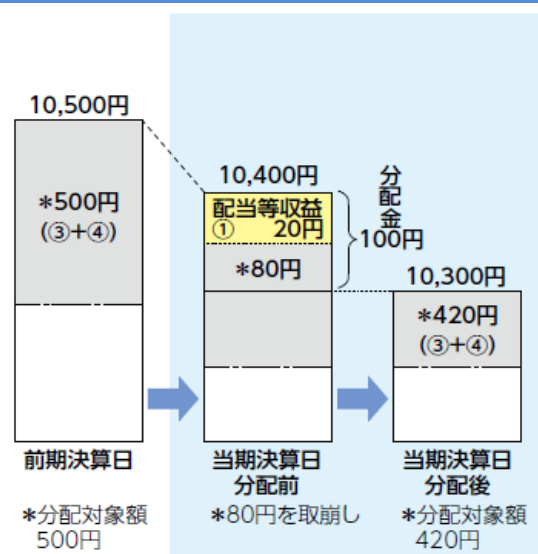 10,500円
*500円
(③+④)
前期決算日
*分配対象額
500円
10,400円
配当等収益
① 20円
*80円
分配金
100円
当期決算日
分配前
*80円を取崩し
10,300円
*420円
(③+④)
当期決算日
分配後
*分配対象額
420円